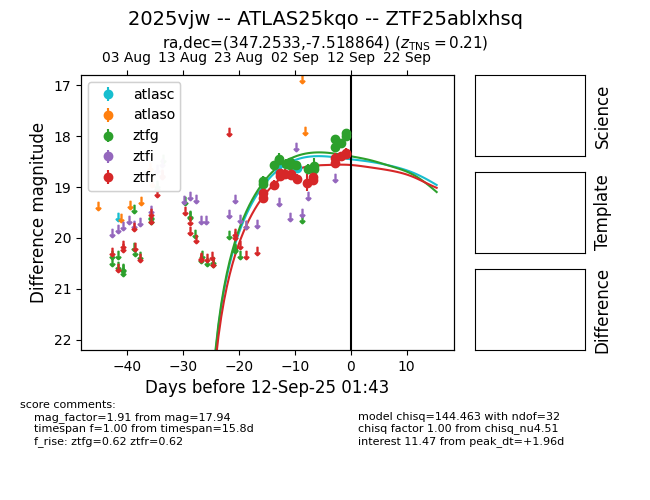 2025vjw -- ATLAS25kqo -- ZTF25ablxhsq
ra,dec=(347.2533,-7.518864) (z_TNS = 0.21)
03 Aug 13 Aug 23 Aug 02 Sep 12 Sep 22 Sep
17
18
19
20
21
22
Difference magnitude
atlasc
atlaso
ztfg
ztfi
ztfr
−40 −30 −20 −10 0 10
Days before 12-Sep-25 01:43
Science
Template
Difference
score comments:
mag_factor=1.91 from mag=17.94
timespan f=1.00 from timespan=15.8d
f_rise: ztfg=0.62 ztfr=0.62
model chisq=144.463 with ndof=32
chisq factor 1.00 from chisq_nu4.51
interest 11.47 from peak_dt=+1.96d